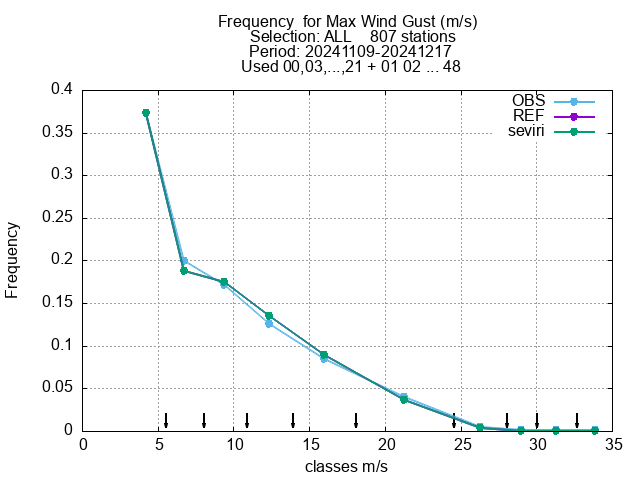 Frequency  for Max Wind Gust (m/s)
Selection: ALL    807 stations
Period: 20241109-20241217
Used 00,03,...,21 + 01 02 ... 48
OBS
REF
seviri
0.4
0.35
0.3
0.25
0.2
0.15
0.1
0.05
0
Frequency
0 5 10 15 20 25 30 35
classes m/s